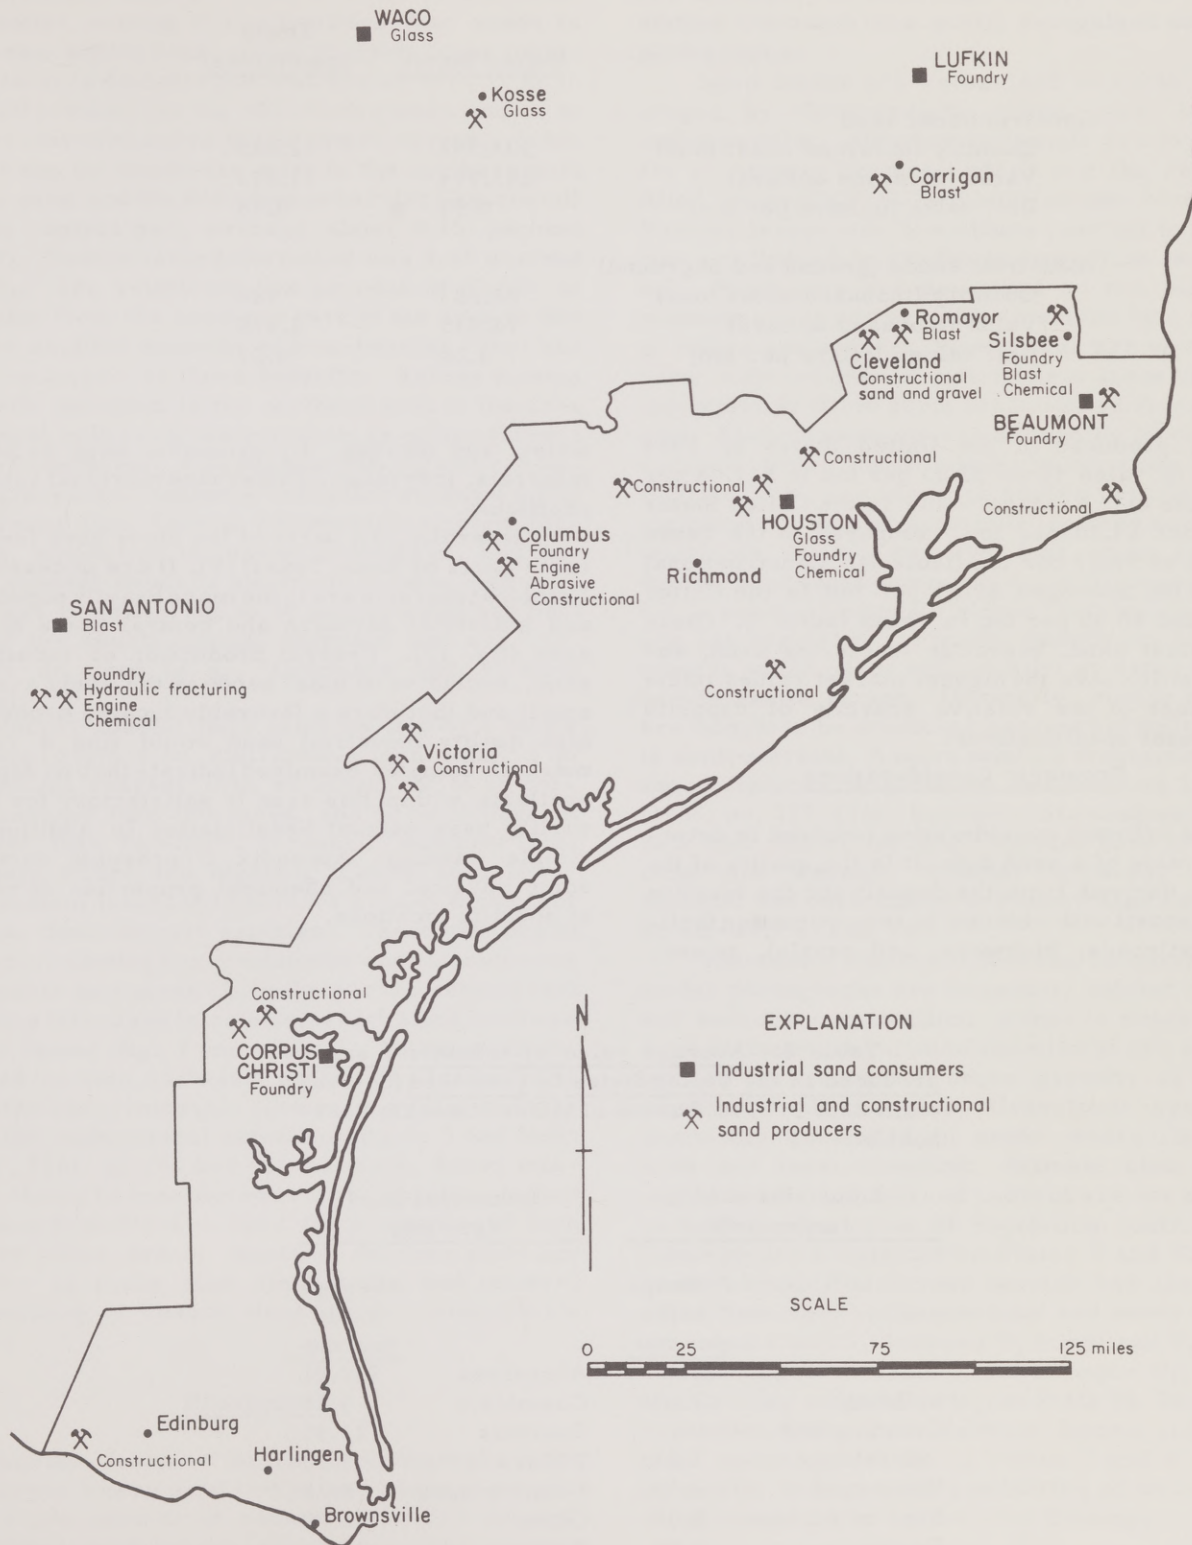 WACO
Glass
LUFKIN
Foundry
Kosse
Glass
Corrigan
Blast
Romayor
Blast
Silsbee
Foundry
Blast
Chemical
Cleveland
Constructional
sand and gravel
BEAUMONT
Foundry
Constructional
Constructional
Constructional
HOUSTON
Glass
Foundry
Chemical
Columbus
Foundry
Engine
Abrasive
Constructional
Richmond
SAN ANTONIO
Blast
Foundry
Hydraulic fracturing
Engine
Chemical
Constructional
Victoria
Constructional
Constructional
CORPUS
CHRISTI
Foundry
N
EXPLANATION
Industrial sand consumers
Industrial and constructional
sand producers
SCALE
0 25 75 125 miles
Edinburg
Constructional
Harlingen
Brownsville